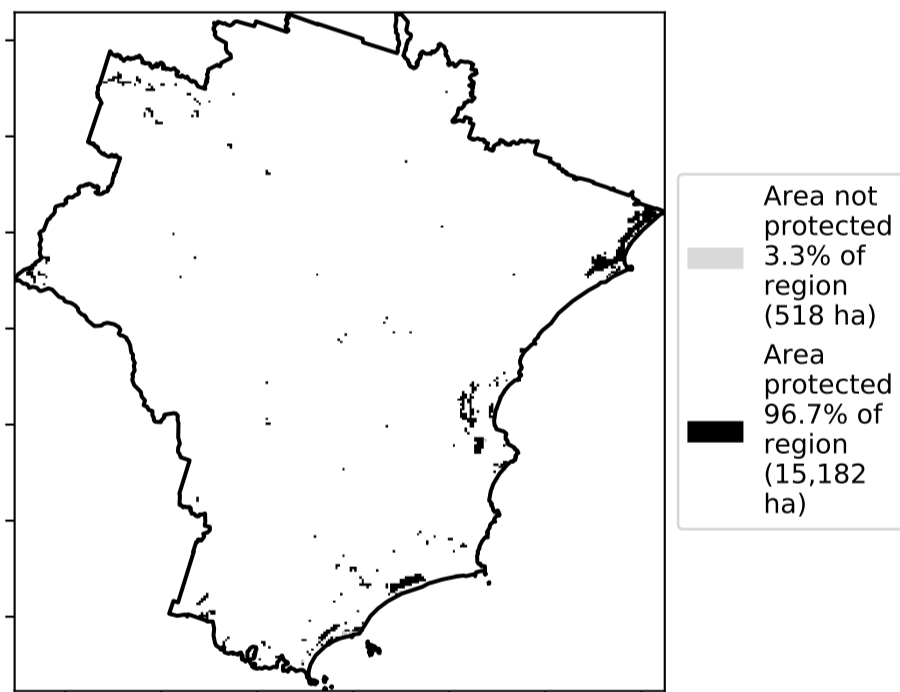 Area not
protected
3.3% of
region
(518 ha)
Area
protected
96.7% of
region
(15,182
ha)